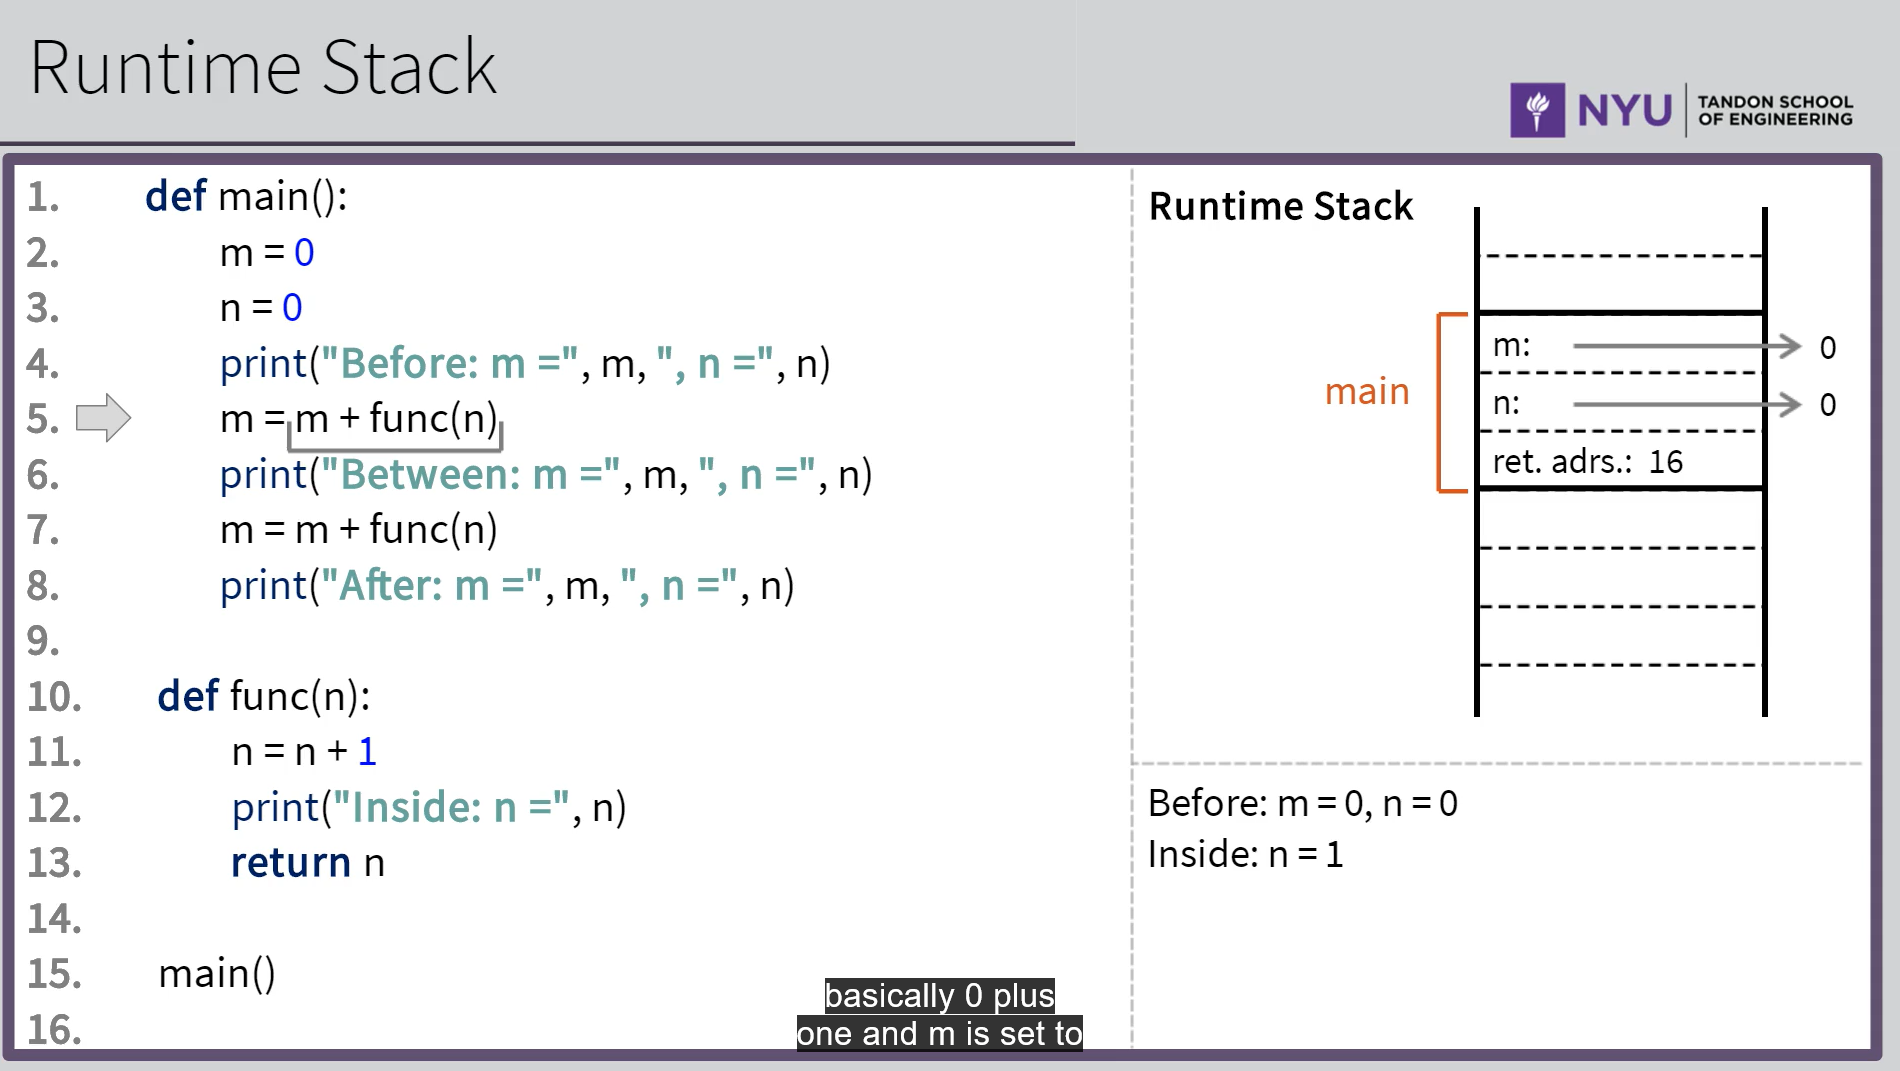 Runtime Stack
NYU
TANDON SCHOOL
OF ENGINEERING
1. def main():
2. m = 0
3. n = 0
4. print("Before: m =", m, ", n =", n)
5. m = m + func(n)
6. print("Between: m =", m, ", n =", n)
7. m = m + func(n)
8. print("After: m =", m, ", n =", n)
9.
10. def func(n):
11. n = n + 1
12. print("Inside: n =", n)
13. return n
14.
15. main()
16.
Runtime Stack
main
m: 0
n: 0
ret. adrs.: 16
Before: m = 0, n = 0
Inside: n = 1
basically 0 plus
one and m is set to